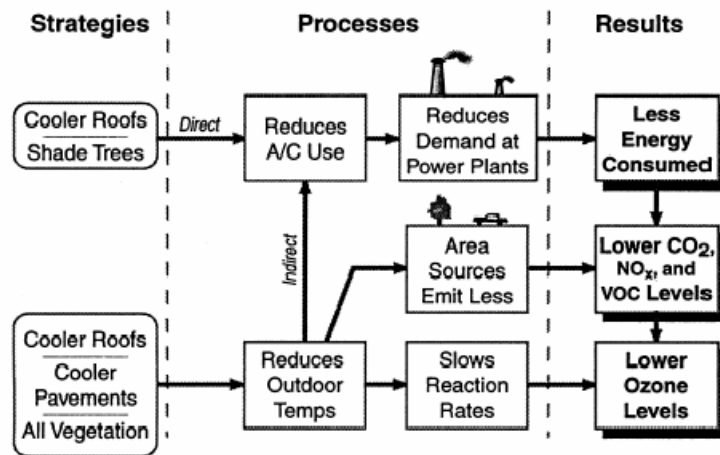 Strategies
Processes
Results
Cooler Roofs
Shade Trees
Direct
Reduces
A/C Use
Reduces
Demand at
Power Plants
Less
Energy
Consumed
Indirect
Area
Sources
Emit Less
Lower CO₂,
NOₓ, and
VOC Levels
Cooler Roofs
Cooler
Pavements
All Vegetation
Reduces
Outdoor
Temps
Slows
Reaction
Rates
Lower
Ozone
Levels